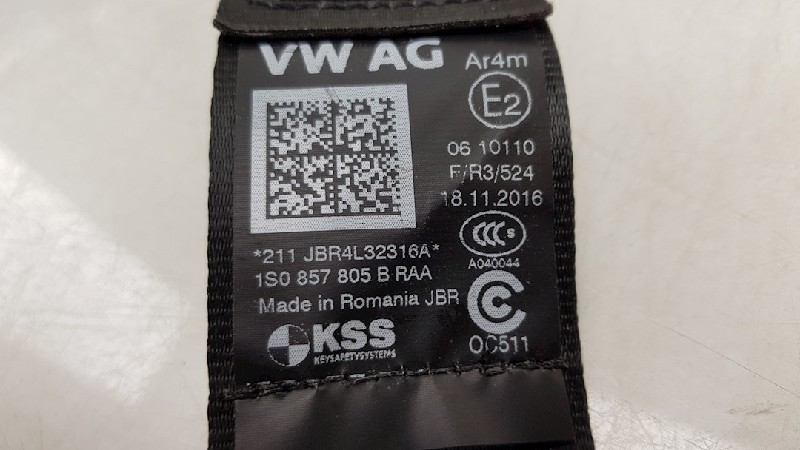 VW AG
Ar4m
E2
06 10110
F/R3/524
18.11.2016
CCC S
A040044
*211 JBR4L32316A*
1S0 857 805 B RAA
Made in Romania JBR
KSS
KEYSAFETYSYSTEMS
OC511